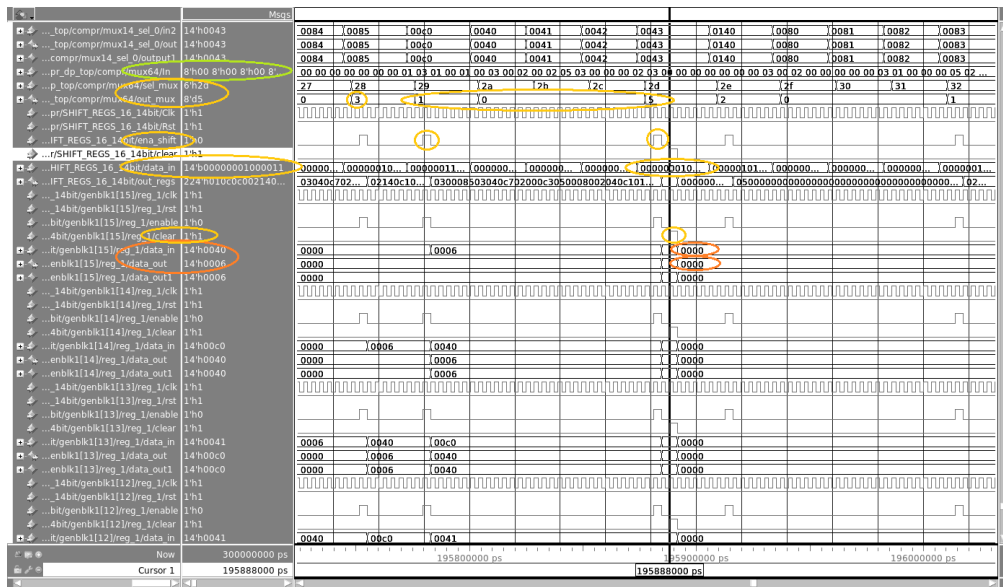 Msgs
..._top/compr/mux14_sel_0/in2 14'h0043 0084 0085 00c0 0040 0041 0042 0043 0140 0080 0081 0082 0083
..._top/compr/mux14_sel_0/out 14'h0043 0084 0085 00c0 0040 0041 0042 0043 0140 0080 0081 0082 0083
...compr/mux14_sel_0/output1 14'h0043 0084 0085 00c0 0040 0041 0042 0043 0140 0080 0081 0082 0083
...pr_dp_top/compr/mux64/In 8'h00 8'h00 8'h00 8'...
...p_top/compr/mux64/sel_mux 6'h2d 27 28 29 2a 2b 2c 2d 2e 2f 30 31 32
..._top/compr/mux64/out_mux 8'd5 0 3 1 0 5 2 0 1
...pr/SHIFT_REGS_16_14bit/Clk 1'h1
...pr/SHIFT_REGS_16_14bit/Rst 1'h1
...IFT_REGS_16_14bit/ena_shift 1'h0
...r/SHIFT_REGS_16_14bit/clear 1'h1
...HIFT_REGS_16_14bit/data_in 14'b00000001000011
...IFT_REGS_16_14bit/out_regs 224'h010c0c002140...
..._14bit/genblk1[15]/reg_1/clk 1'h1
..._14bit/genblk1[15]/reg_1/rst 1'h1
...bit/genblk1[15]/reg_1/enable 1'h0
...4bit/genblk1[15]/reg_1/clear 1'h1
...it/genblk1[15]/reg_1/data_in 14'h0040 0000 0006 0000
...enblk1[15]/reg_1/data_out 14'h0006 0000 0000
...enblk1[15]/reg_1/data_out1 14'h0006 0000 0000
..._14bit/genblk1[14]/reg_1/clk 1'h1
..._14bit/genblk1[14]/reg_1/rst 1'h1
...bit/genblk1[14]/reg_1/enable 1'h0
...4bit/genblk1[14]/reg_1/clear 1'h1
...it/genblk1[14]/reg_1/data_in 14'h00c0 0000 0006 0040 0000
...enblk1[14]/reg_1/data_out 14'h0040 0000 0006 0000
...enblk1[14]/reg_1/data_out1 14'h0040 0000 0006 0000
..._14bit/genblk1[13]/reg_1/clk 1'h1
..._14bit/genblk1[13]/reg_1/rst 1'h1
...bit/genblk1[13]/reg_1/enable 1'h0
...4bit/genblk1[13]/reg_1/clear 1'h1
...it/genblk1[13]/reg_1/data_in 14'h0041 0006 0040 00c0 0000
...enblk1[13]/reg_1/data_out 14'h00c0 0000 0006 0040 0000
...enblk1[13]/reg_1/data_out1 14'h00c0 0000 0006 0040 0000
..._14bit/genblk1[12]/reg_1/clk 1'h1
..._14bit/genblk1[12]/reg_1/rst 1'h1
...bit/genblk1[12]/reg_1/enable 1'h0
...4bit/genblk1[12]/reg_1/clear 1'h1
...it/genblk1[12]/reg_1/data_in 14'h0041 0040 00c0 0041 0000
Now 300000000 ps 195800000 ps 195900000 ps 196000000 ps
Cursor 1 195888000 ps 195888000 ps